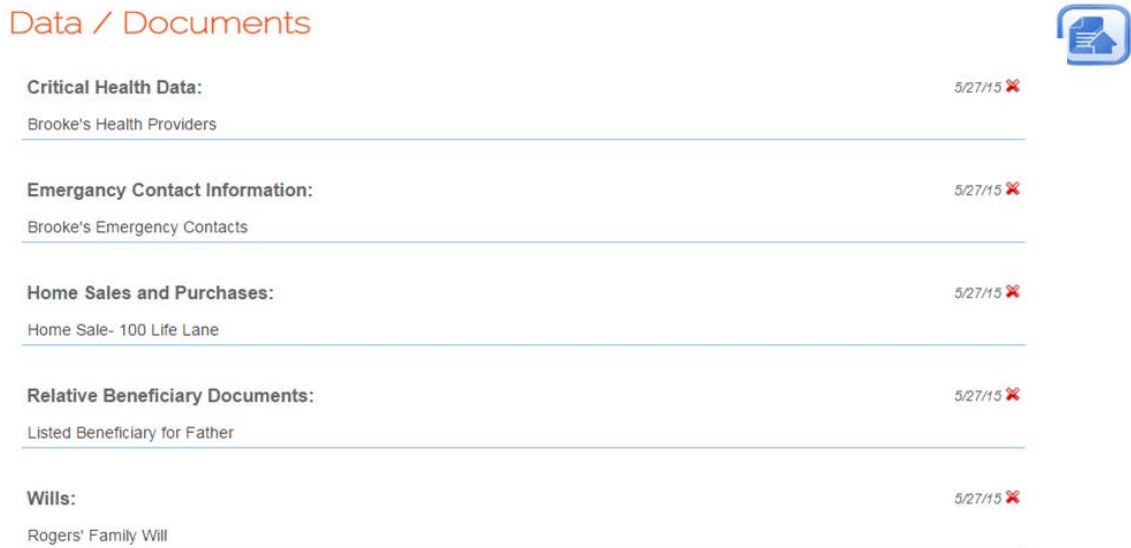 Data / Documents
Critical Health Data: 5/27/15
Brooke's Health Providers
Emergancy Contact Information: 5/27/15
Brooke's Emergency Contacts
Home Sales and Purchases: 5/27/15
Home Sale- 100 Life Lane
Relative Beneficiary Documents: 5/27/15
Listed Beneficiary for Father
Wills: 5/27/15
Rogers' Family Will